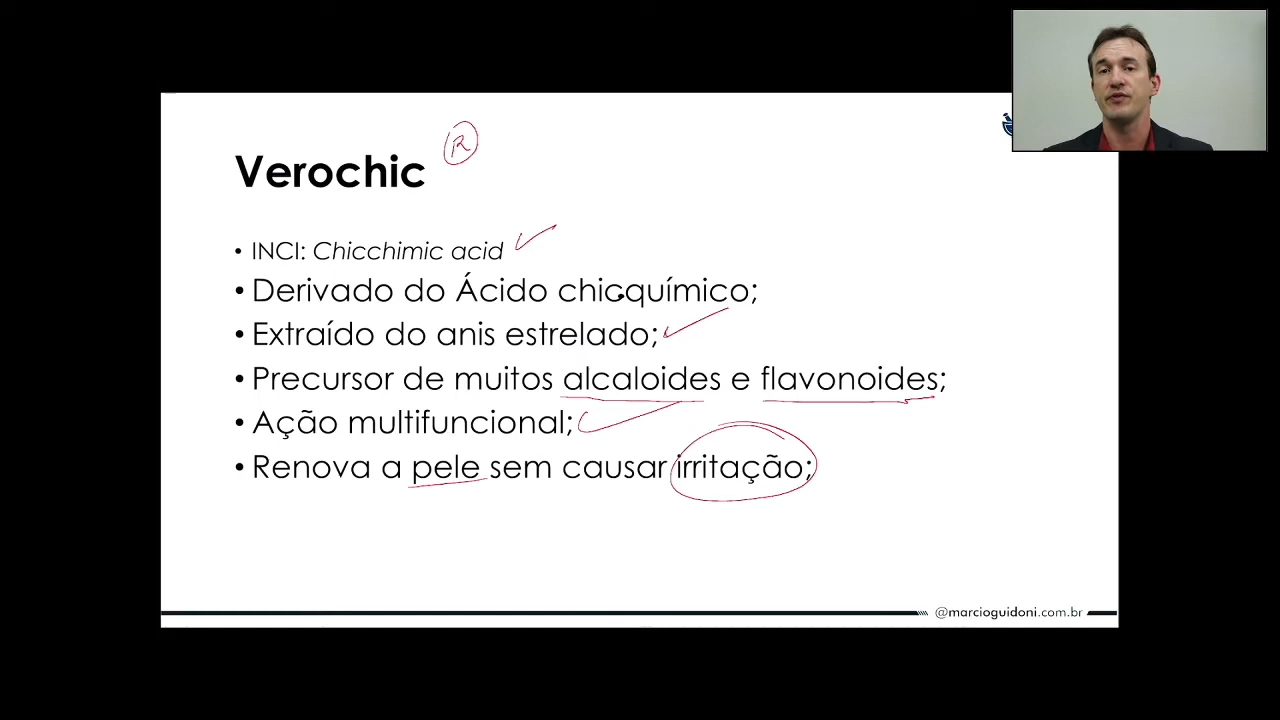 Verochic ®
• INCI: Chicchimic acid
• Derivado do Ácido chicquímico;
• Extraído do anis estrelado;
• Precursor de muitos alcaloides e flavonoides;
• Ação multifuncional;
• Renova a pele sem causar irritação;
@marcioguidoni.com.br